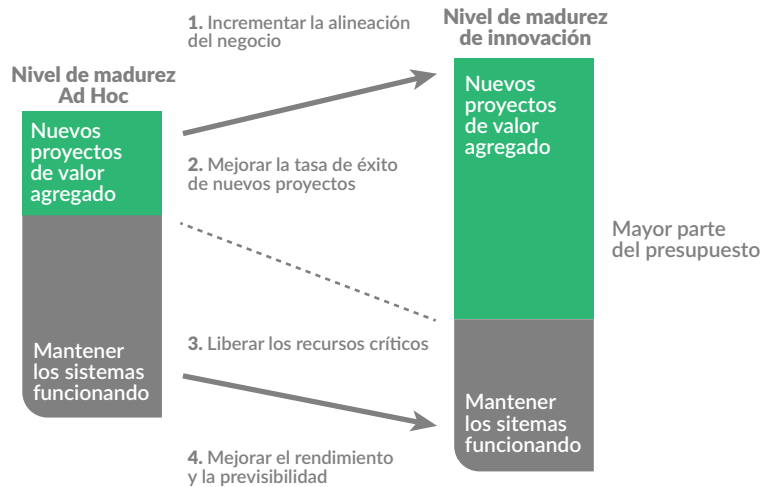 Nivel de madurez
Ad Hoc
Nuevos
proyectos
de valor
agregado
Mantener
los sistemas
funcionando
1. Incrementar la alineación
del negocio
2. Mejorar la tasa de éxito
de nuevos proyectos
3. Liberar los recursos críticos
4. Mejorar el rendimiento
y la previsibilidad
Nivel de madurez
de innovación
Nuevos
proyectos
de valor
agregado
Mantener
los sitemas
funcionando
Mayor parte
del presupuesto